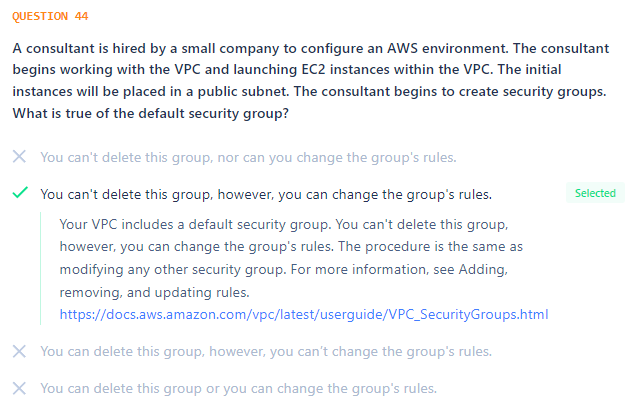 QUESTION 44
A consultant is hired by a small company to configure an AWS environment. The consultant
begins working with the VPC and launching EC2 instances within the VPC. The initial
instances will be placed in a public subnet. The consultant begins to create security groups.
What is true of the default security group?
You can't delete this group, nor can you change the group's rules.
You can't delete this group, however, you can change the group's rules.
Selected
Your VPC includes a default security group. You can't delete this group,
however, you can change the group's rules. The procedure is the same as
modifying any other security group. For more information, see Adding,
removing, and updating rules.
https://docs.aws.amazon.com/vpc/latest/userguide/VPC_SecurityGroups.html
You can delete this group, however, you can't change the group's rules.
You can delete this group or you can change the group's rules.